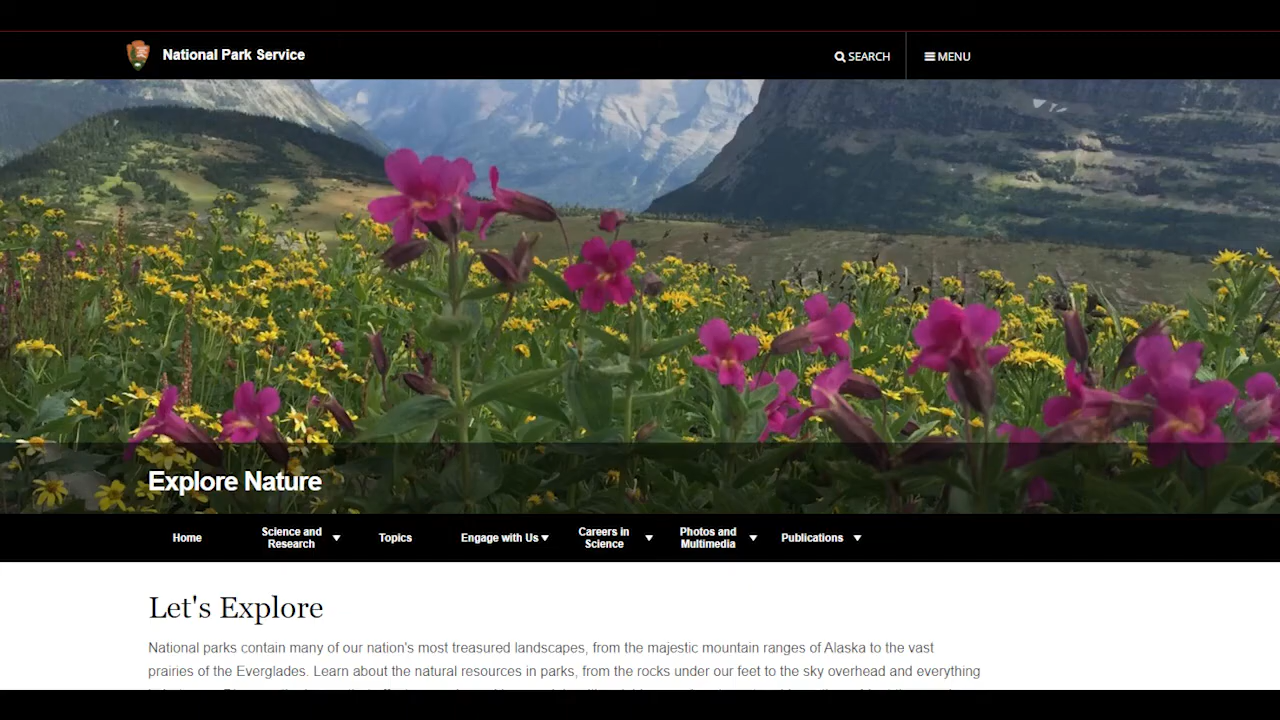 National Park Service
SEARCH
MENU
Explore Nature
Home
Science and
Research
Topics
Engage with Us
Careers in
Science
Photos and
Multimedia
Publications
Let's Explore
National parks contain many of our nation's most treasured landscapes, from the majestic mountain ranges of Alaska to the vast
prairies of the Everglades. Learn about the natural resources in parks, from the rocks under our feet to the sky overhead and everything